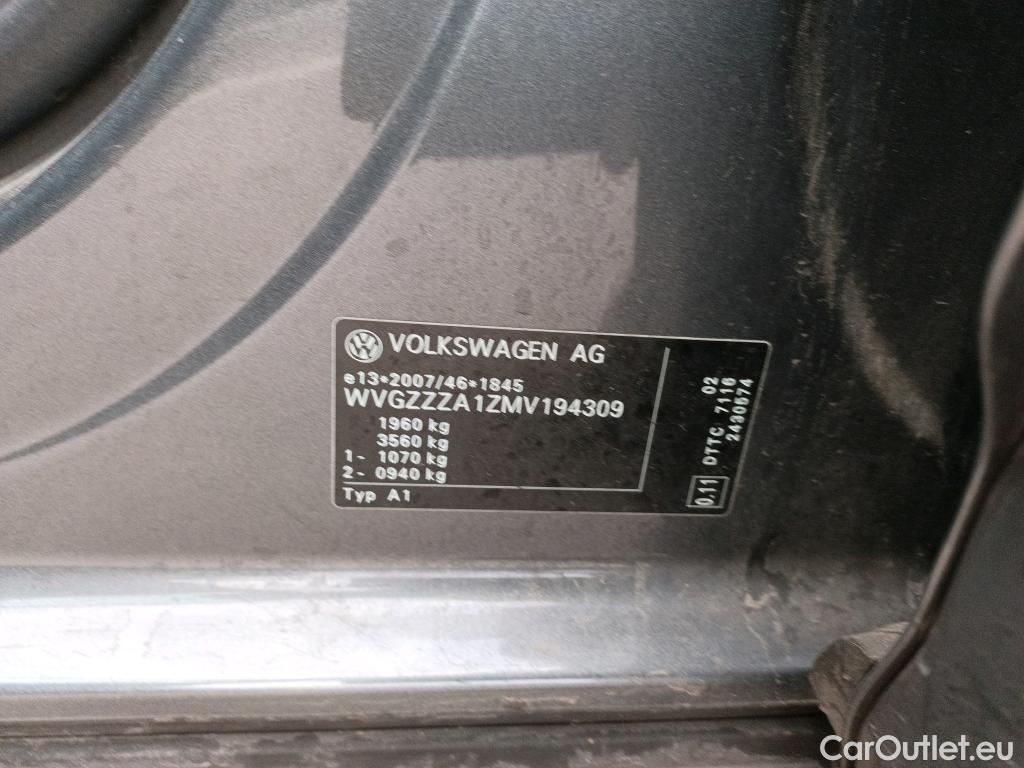 VOLKSWAGEN AG
e13*2007/46*1845
WVGZZZA1ZMV194309
1960 kg
3560 kg
1- 1070 kg
2- 0940 kg
Typ A1
02
0.11 DTTC 7116
2430674
CarOutlet.eu